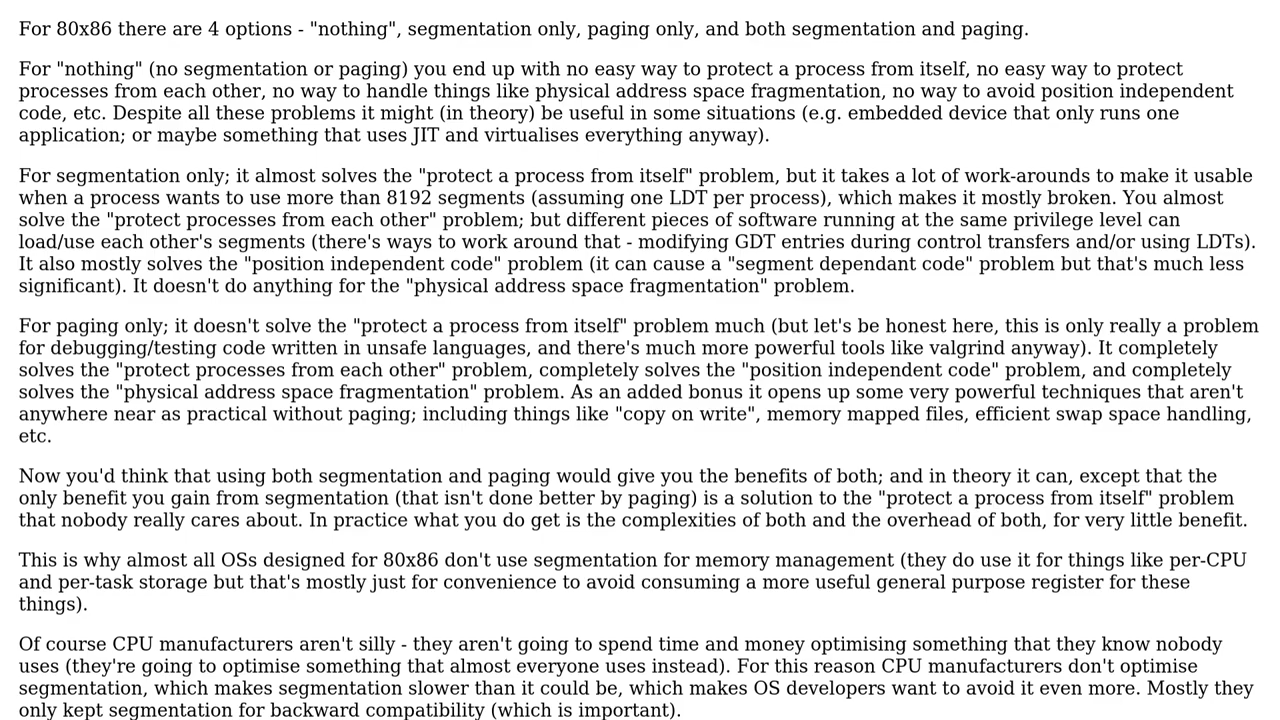 For 80x86 there are 4 options - "nothing", segmentation only, paging only, and both segmentation and paging.
For "nothing" (no segmentation or paging) you end up with no easy way to protect a process from itself, no easy way to protect
processes from each other, no way to handle things like physical address space fragmentation, no way to avoid position independent
code, etc. Despite all these problems it might (in theory) be useful in some situations (e.g. embedded device that only runs one
application; or maybe something that uses JIT and virtualises everything anyway).
For segmentation only; it almost solves the "protect a process from itself" problem, but it takes a lot of work-arounds to make it usable
when a process wants to use more than 8192 segments (assuming one LDT per process), which makes it mostly broken. You almost
solve the "protect processes from each other" problem; but different pieces of software running at the same privilege level can
load/use each other's segments (there's ways to work around that - modifying GDT entries during control transfers and/or using LDTs).
It also mostly solves the "position independent code" problem (it can cause a "segment dependant code" problem but that's much less
significant). It doesn't do anything for the "physical address space fragmentation" problem.
For paging only; it doesn't solve the "protect a process from itself" problem much (but let's be honest here, this is only really a problem
for debugging/testing code written in unsafe languages, and there's much more powerful tools like valgrind anyway). It completely
solves the "protect processes from each other" problem, completely solves the "position independent code" problem, and completely
solves the "physical address space fragmentation" problem. As an added bonus it opens up some very powerful techniques that aren't
anywhere near as practical without paging; including things like "copy on write", memory mapped files, efficient swap space handling,
etc.
Now you'd think that using both segmentation and paging would give you the benefits of both; and in theory it can, except that the
only benefit you gain from segmentation (that isn't done better by paging) is a solution to the "protect a process from itself" problem
that nobody really cares about. In practice what you do get is the complexities of both and the overhead of both, for very little benefit.
This is why almost all OSs designed for 80x86 don't use segmentation for memory management (they do use it for things like per-CPU
and per-task storage but that's mostly just for convenience to avoid consuming a more useful general purpose register for these
things).
Of course CPU manufacturers aren't silly - they aren't going to spend time and money optimising something that they know nobody
uses (they're going to optimise something that almost everyone uses instead). For this reason CPU manufacturers don't optimise
segmentation, which makes segmentation slower than it could be, which makes OS developers want to avoid it even more. Mostly they
only kept segmentation for backward compatibility (which is important).